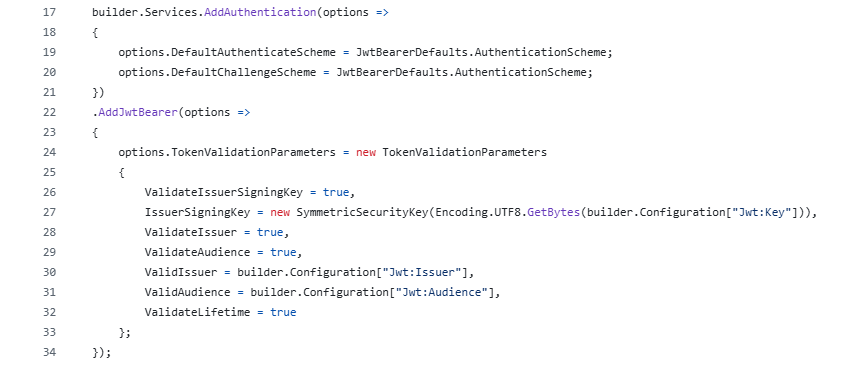 17 builder.Services.AddAuthentication(options =>
18 {
19     options.DefaultAuthenticateScheme = JwtBearerDefaults.AuthenticationScheme;
20     options.DefaultChallengeScheme = JwtBearerDefaults.AuthenticationScheme;
21 })
22 .AddJwtBearer(options =>
23 {
24     options.TokenValidationParameters = new TokenValidationParameters
25     {
26         ValidateIssuerSigningKey = true,
27         IssuerSigningKey = new SymmetricSecurityKey(Encoding.UTF8.GetBytes(builder.Configuration["Jwt:Key"])),
28         ValidateIssuer = true,
29         ValidateAudience = true,
30         ValidIssuer = builder.Configuration["Jwt:Issuer"],
31         ValidAudience = builder.Configuration["Jwt:Audience"],
32         ValidateLifetime = true
33     };
34 });